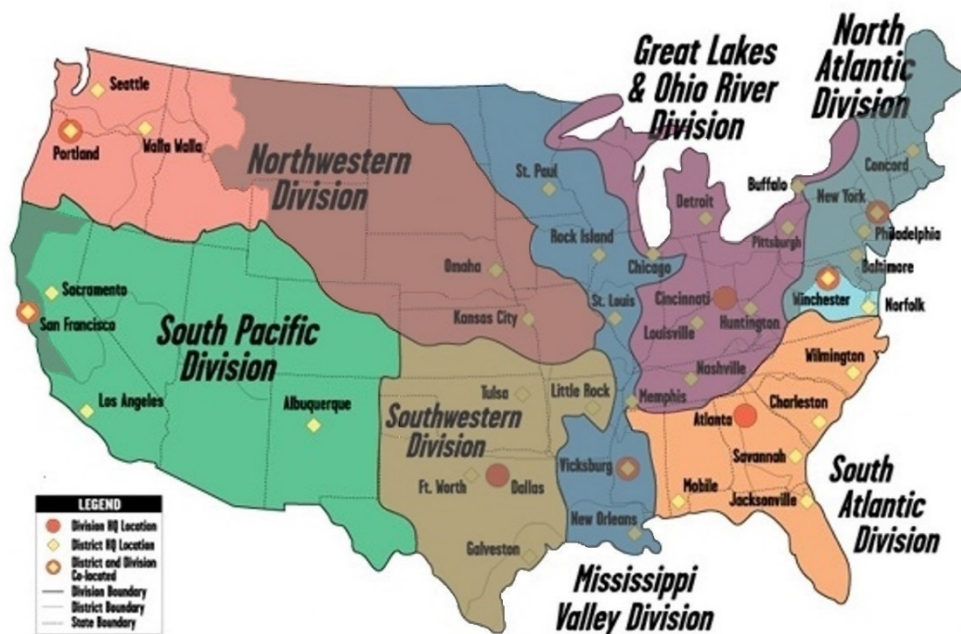 North
Atlantic
Division
Great Lakes
& Ohio River
Division
Seattle
Portland
Walla Walla
Northwestern
Division
St. Paul
Detroit
Buffalo
Concord
New York
Pittsburgh
Philadelphia
Rock Island
Chicago
Baltimore
Omaha
Sacramento
San Francisco
South Pacific
Division
Kansas City
St. Louis
Cincinnati
Louisville
Huntington
Winchester
Norfolk
Wilmington
Nashville
Los Angeles
Albuquerque
Tulsa
Little Rock
Memphis
Southwestern
Division
Atlanta
Charleston
Savannah
Ft. Worth
Dallas
Vicksburg
Mobile
Jacksonville
South
Atlantic
Division
New Orleans
Galveston
Mississippi
Valley Division
LEGEND
Division HQ Location
District HQ Location
District and Division
Co-located
Division Boundary
District Boundary
State Boundary